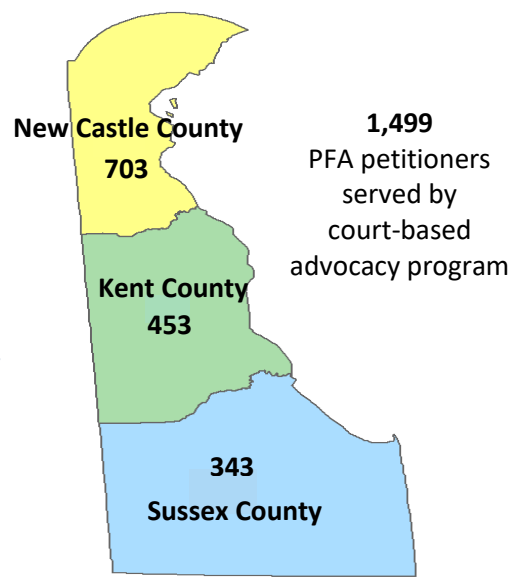 New Castle County
703
1,499
PFA petitioners
served by
court-based
advocacy program
Kent County
453
343
Sussex County